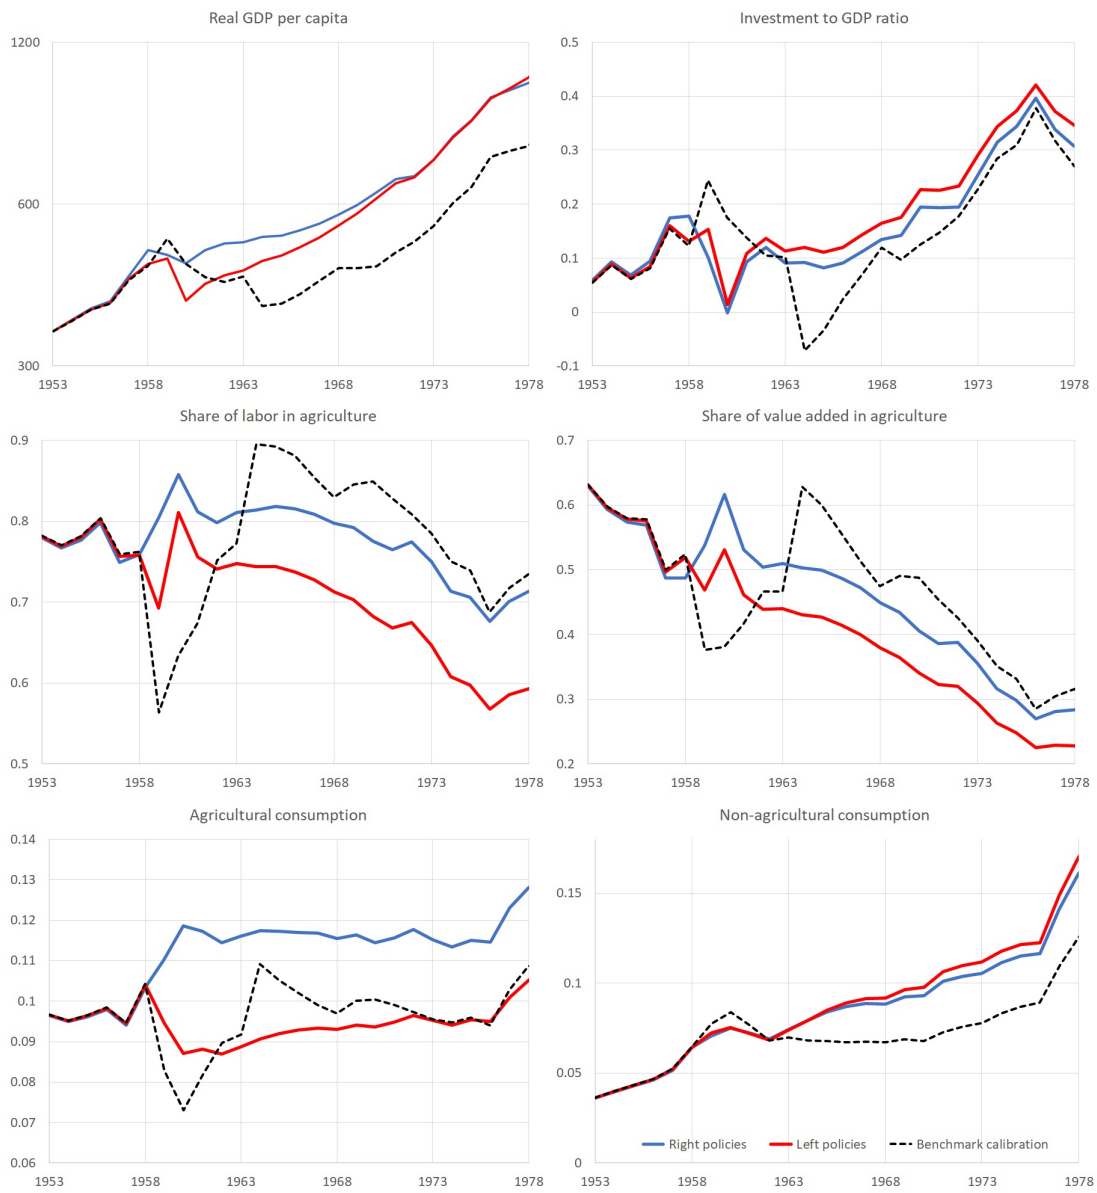 Real GDP per capita
1200
600
300
1953 1958 1963 1968 1973 1978
Investment to GDP ratio
0.5
0.4
0.3
0.2
0.1
0
-0.1
1953 1958 1963 1968 1973 1978
Share of labor in agriculture
0.9
0.8
0.7
0.6
0.5
1953 1958 1963 1968 1973 1978
Share of value added in agriculture
0.7
0.6
0.5
0.4
0.3
0.2
1953 1958 1963 1968 1973 1978
Agricultural consumption
0.14
0.13
0.12
0.11
0.1
0.09
0.08
0.07
0.06
1953 1958 1963 1968 1973 1978
Non-agricultural consumption
0.15
0.1
0.05
0
Right policies Left policies Benchmark calibration
1953 1958 1963 1968 1973 1978